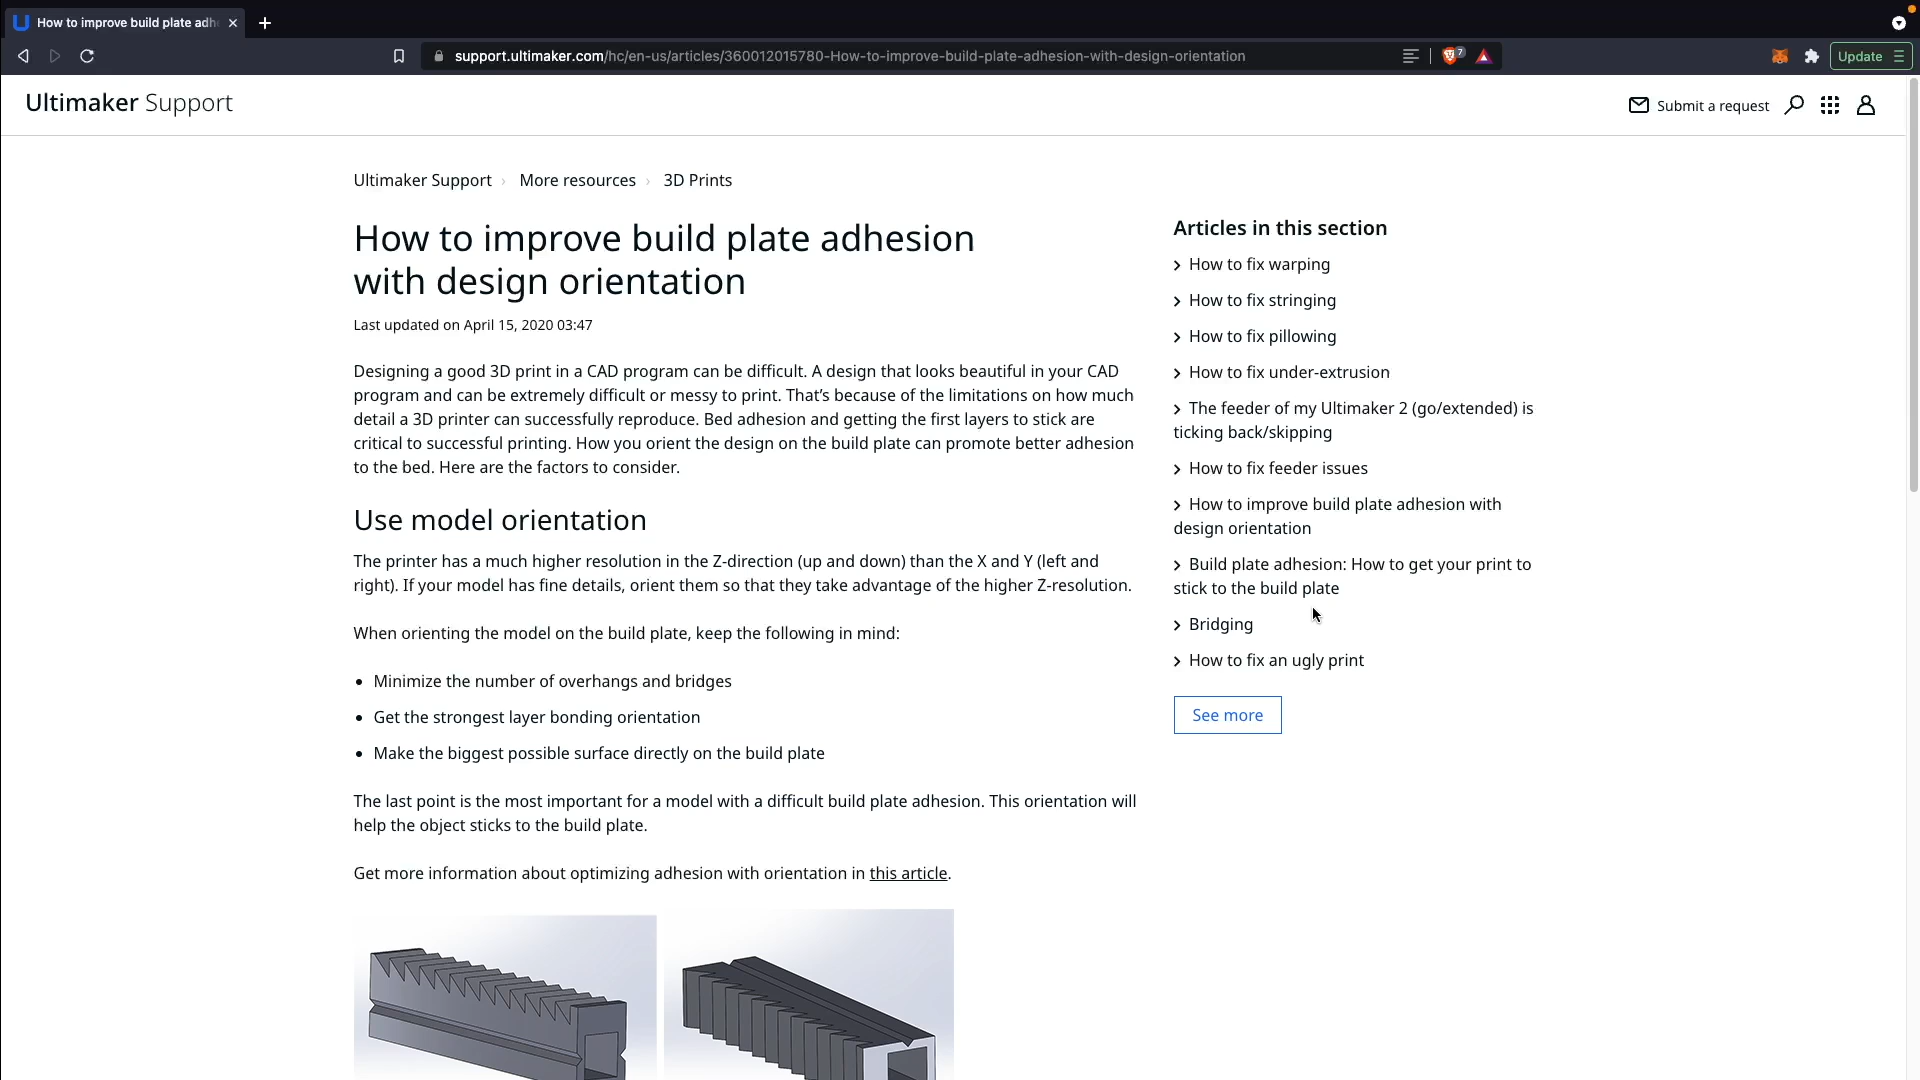 How to improve build plate adh
support.ultimaker.com/hc/en-us/articles/360012015780-How-to-improve-build-plate-adhesion-with-design-orientation
7
Update
Ultimaker Support
Submit a request
Ultimaker Support
More resources
3D Prints
How to improve build plate adhesion
with design orientation
Last updated on April 15, 2020 03:47
Designing a good 3D print in a CAD program can be difficult. A design that looks beautiful in your CAD
program and can be extremely difficult or messy to print. That’s because of the limitations on how much
detail a 3D printer can successfully reproduce. Bed adhesion and getting the first layers to stick are
critical to successful printing. How you orient the design on the build plate can promote better adhesion
to the bed. Here are the factors to consider.
Use model orientation
The printer has a much higher resolution in the Z-direction (up and down) than the X and Y (left and
right). If your model has fine details, orient them so that they take advantage of the higher Z-resolution.
When orienting the model on the build plate, keep the following in mind:
Minimize the number of overhangs and bridges
Get the strongest layer bonding orientation
Make the biggest possible surface directly on the build plate
The last point is the most important for a model with a difficult build plate adhesion. This orientation will
help the object sticks to the build plate.
Get more information about optimizing adhesion with orientation in this article.
Articles in this section
How to fix warping
How to fix stringing
How to fix pillowing
How to fix under-extrusion
The feeder of my Ultimaker 2 (go/extended) is
ticking back/skipping
How to fix feeder issues
How to improve build plate adhesion with
design orientation
Build plate adhesion: How to get your print to
stick to the build plate
Bridging
How to fix an ugly print
See more